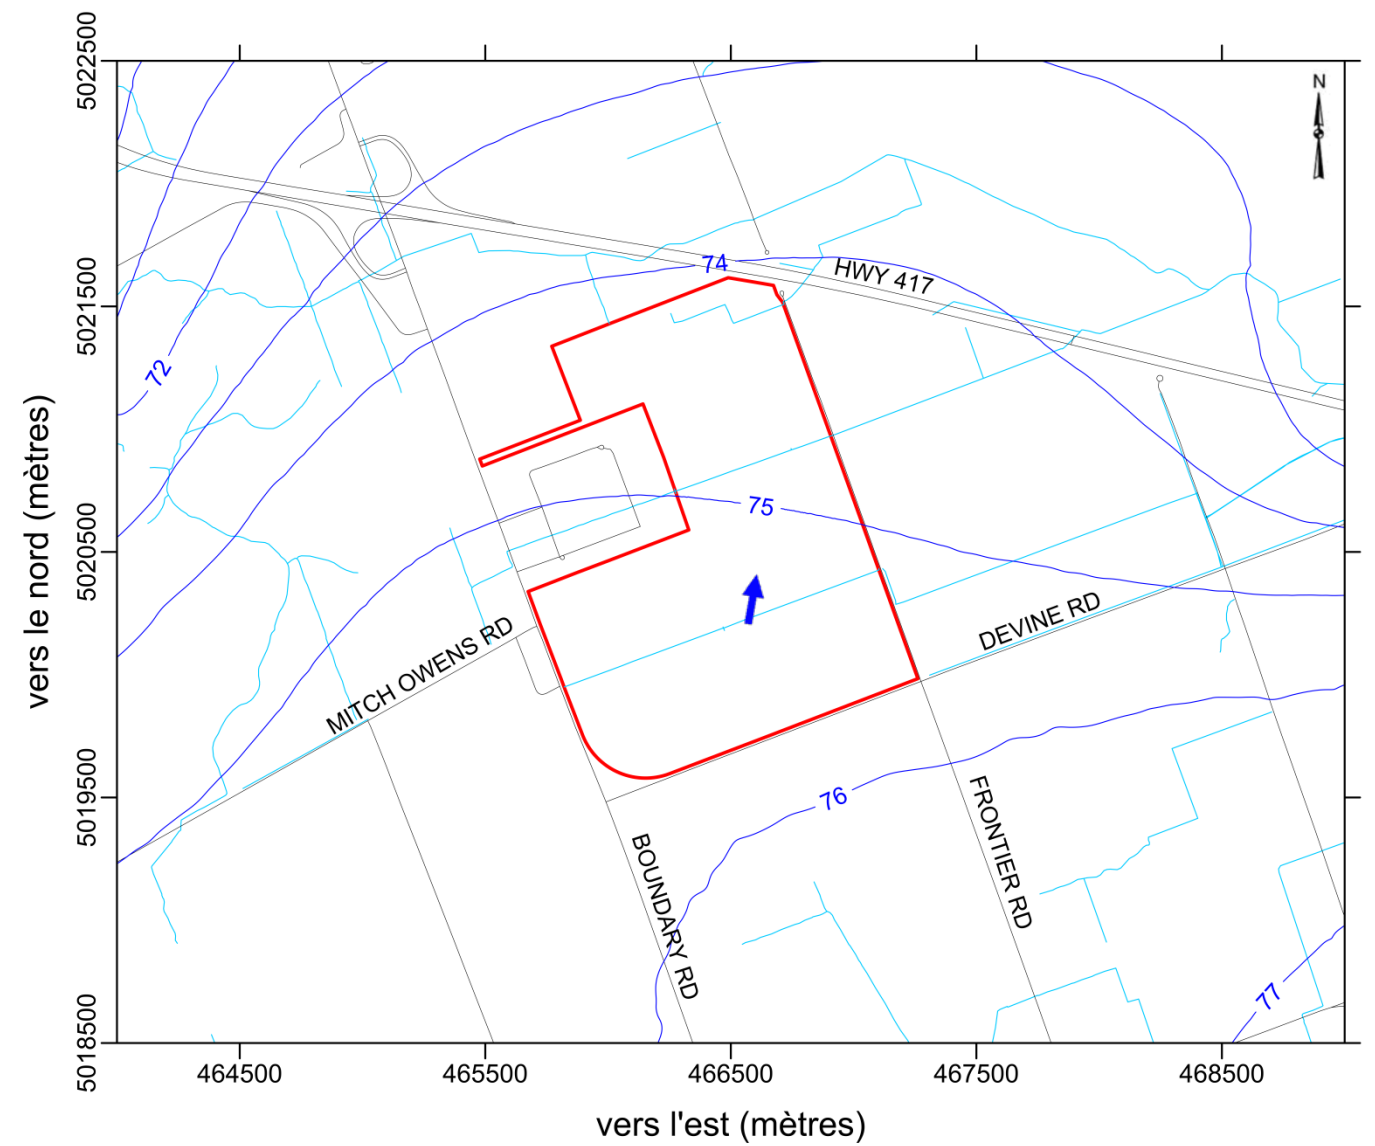 5022500
N
74
HWY 417
5021500
72
75
5020500
vers le nord (mètres)
DEVINE RD
MITCH OWENS RD
76
5019500
FRONTIER RD
BOUNDARY RD
77
5018500
464500
465500
466500
467500
468500
vers l'est (mètres)